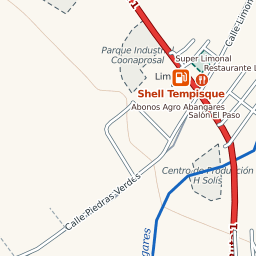 Calle Limonal
Parque Industrial
Coonaprosal
Super Limonal
Restaurante L
Lim
Shell Tempisque
Abonos Agro Abangares
Salón El Paso
Centro de Producción
H Solís
Calle Piedras Verdes
gares